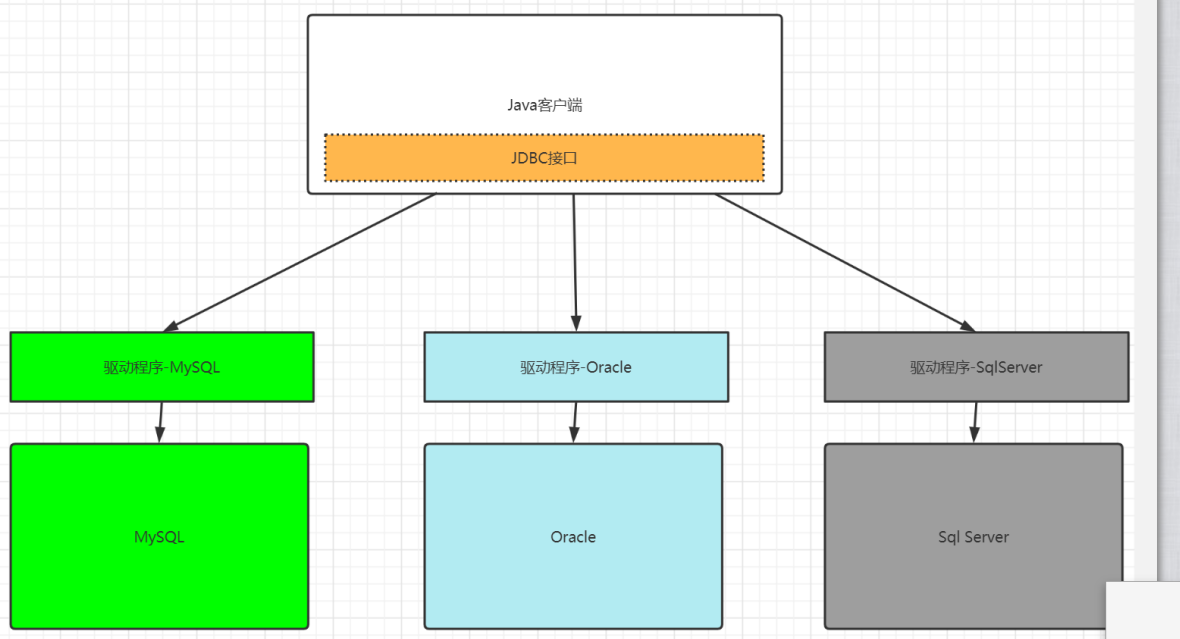 Java客户端
JDBC接口
驱动程序-MySQL
驱动程序-Oracle
驱动程序-SqlServer
MySQL
Oracle
Sql Server